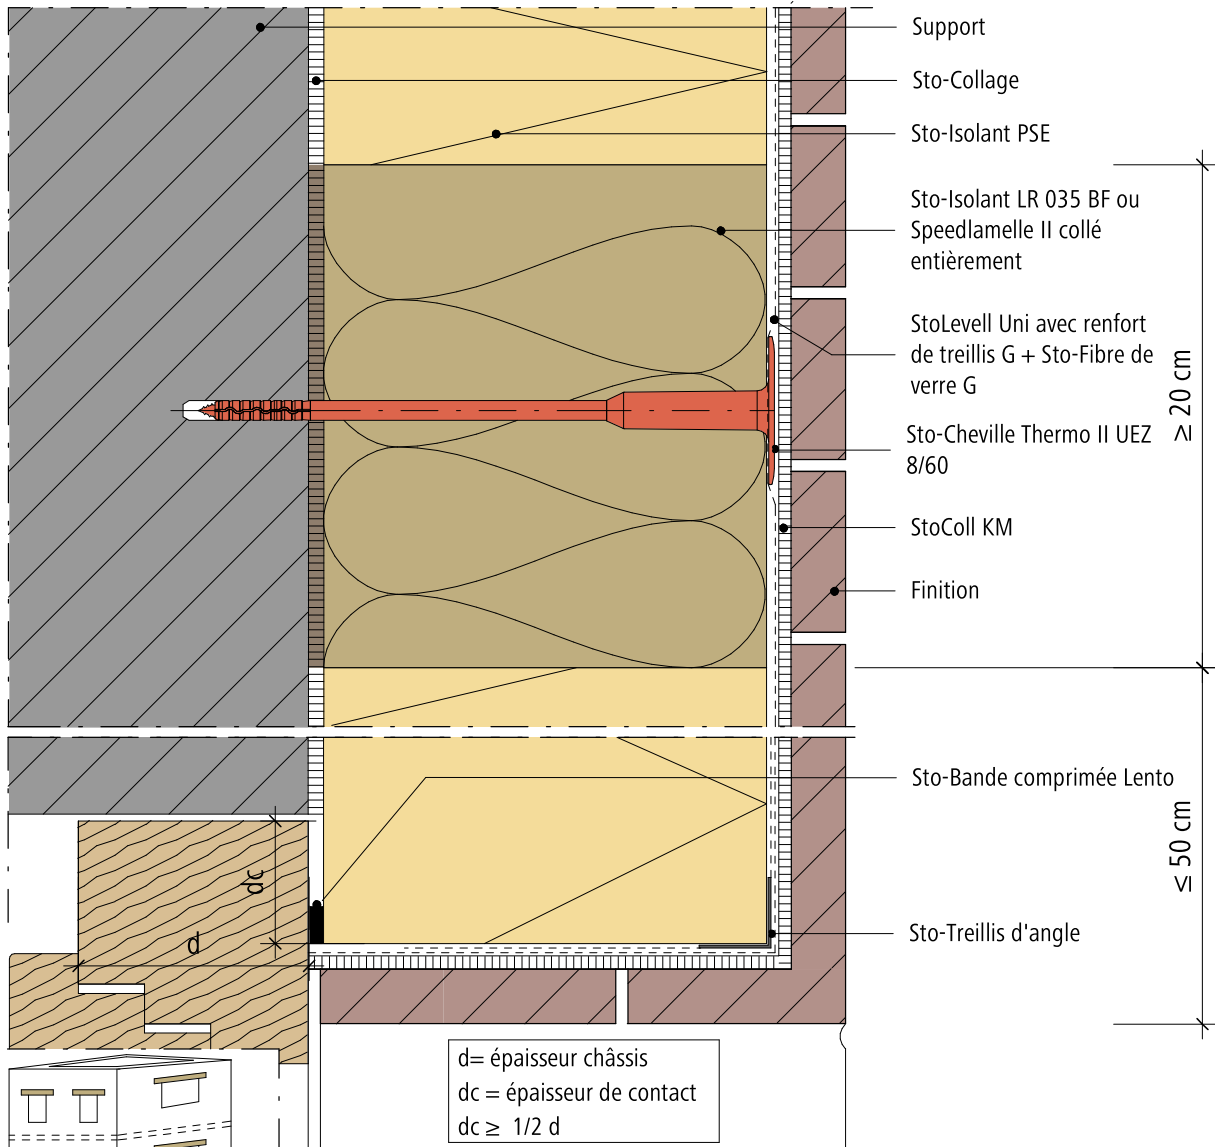 Support
Sto-Collage
Sto-Isolant PSE
Sto-Isolant LR 035 BF ou
Speedlamelle II collé
entièrement
StoLevell Uni avec renfort
de treillis G + Sto-Fibre de
verre G
≥ 20 cm
Sto-Cheville Thermo II UEZ
8/60
StoColl KM
Finition
Sto-Bande comprimée Lento
≤ 50 cm
dc
d
Sto-Treillis d'angle
d= épaisseur châssis
dc = épaisseur de contact
dc ≥ 1/2 d